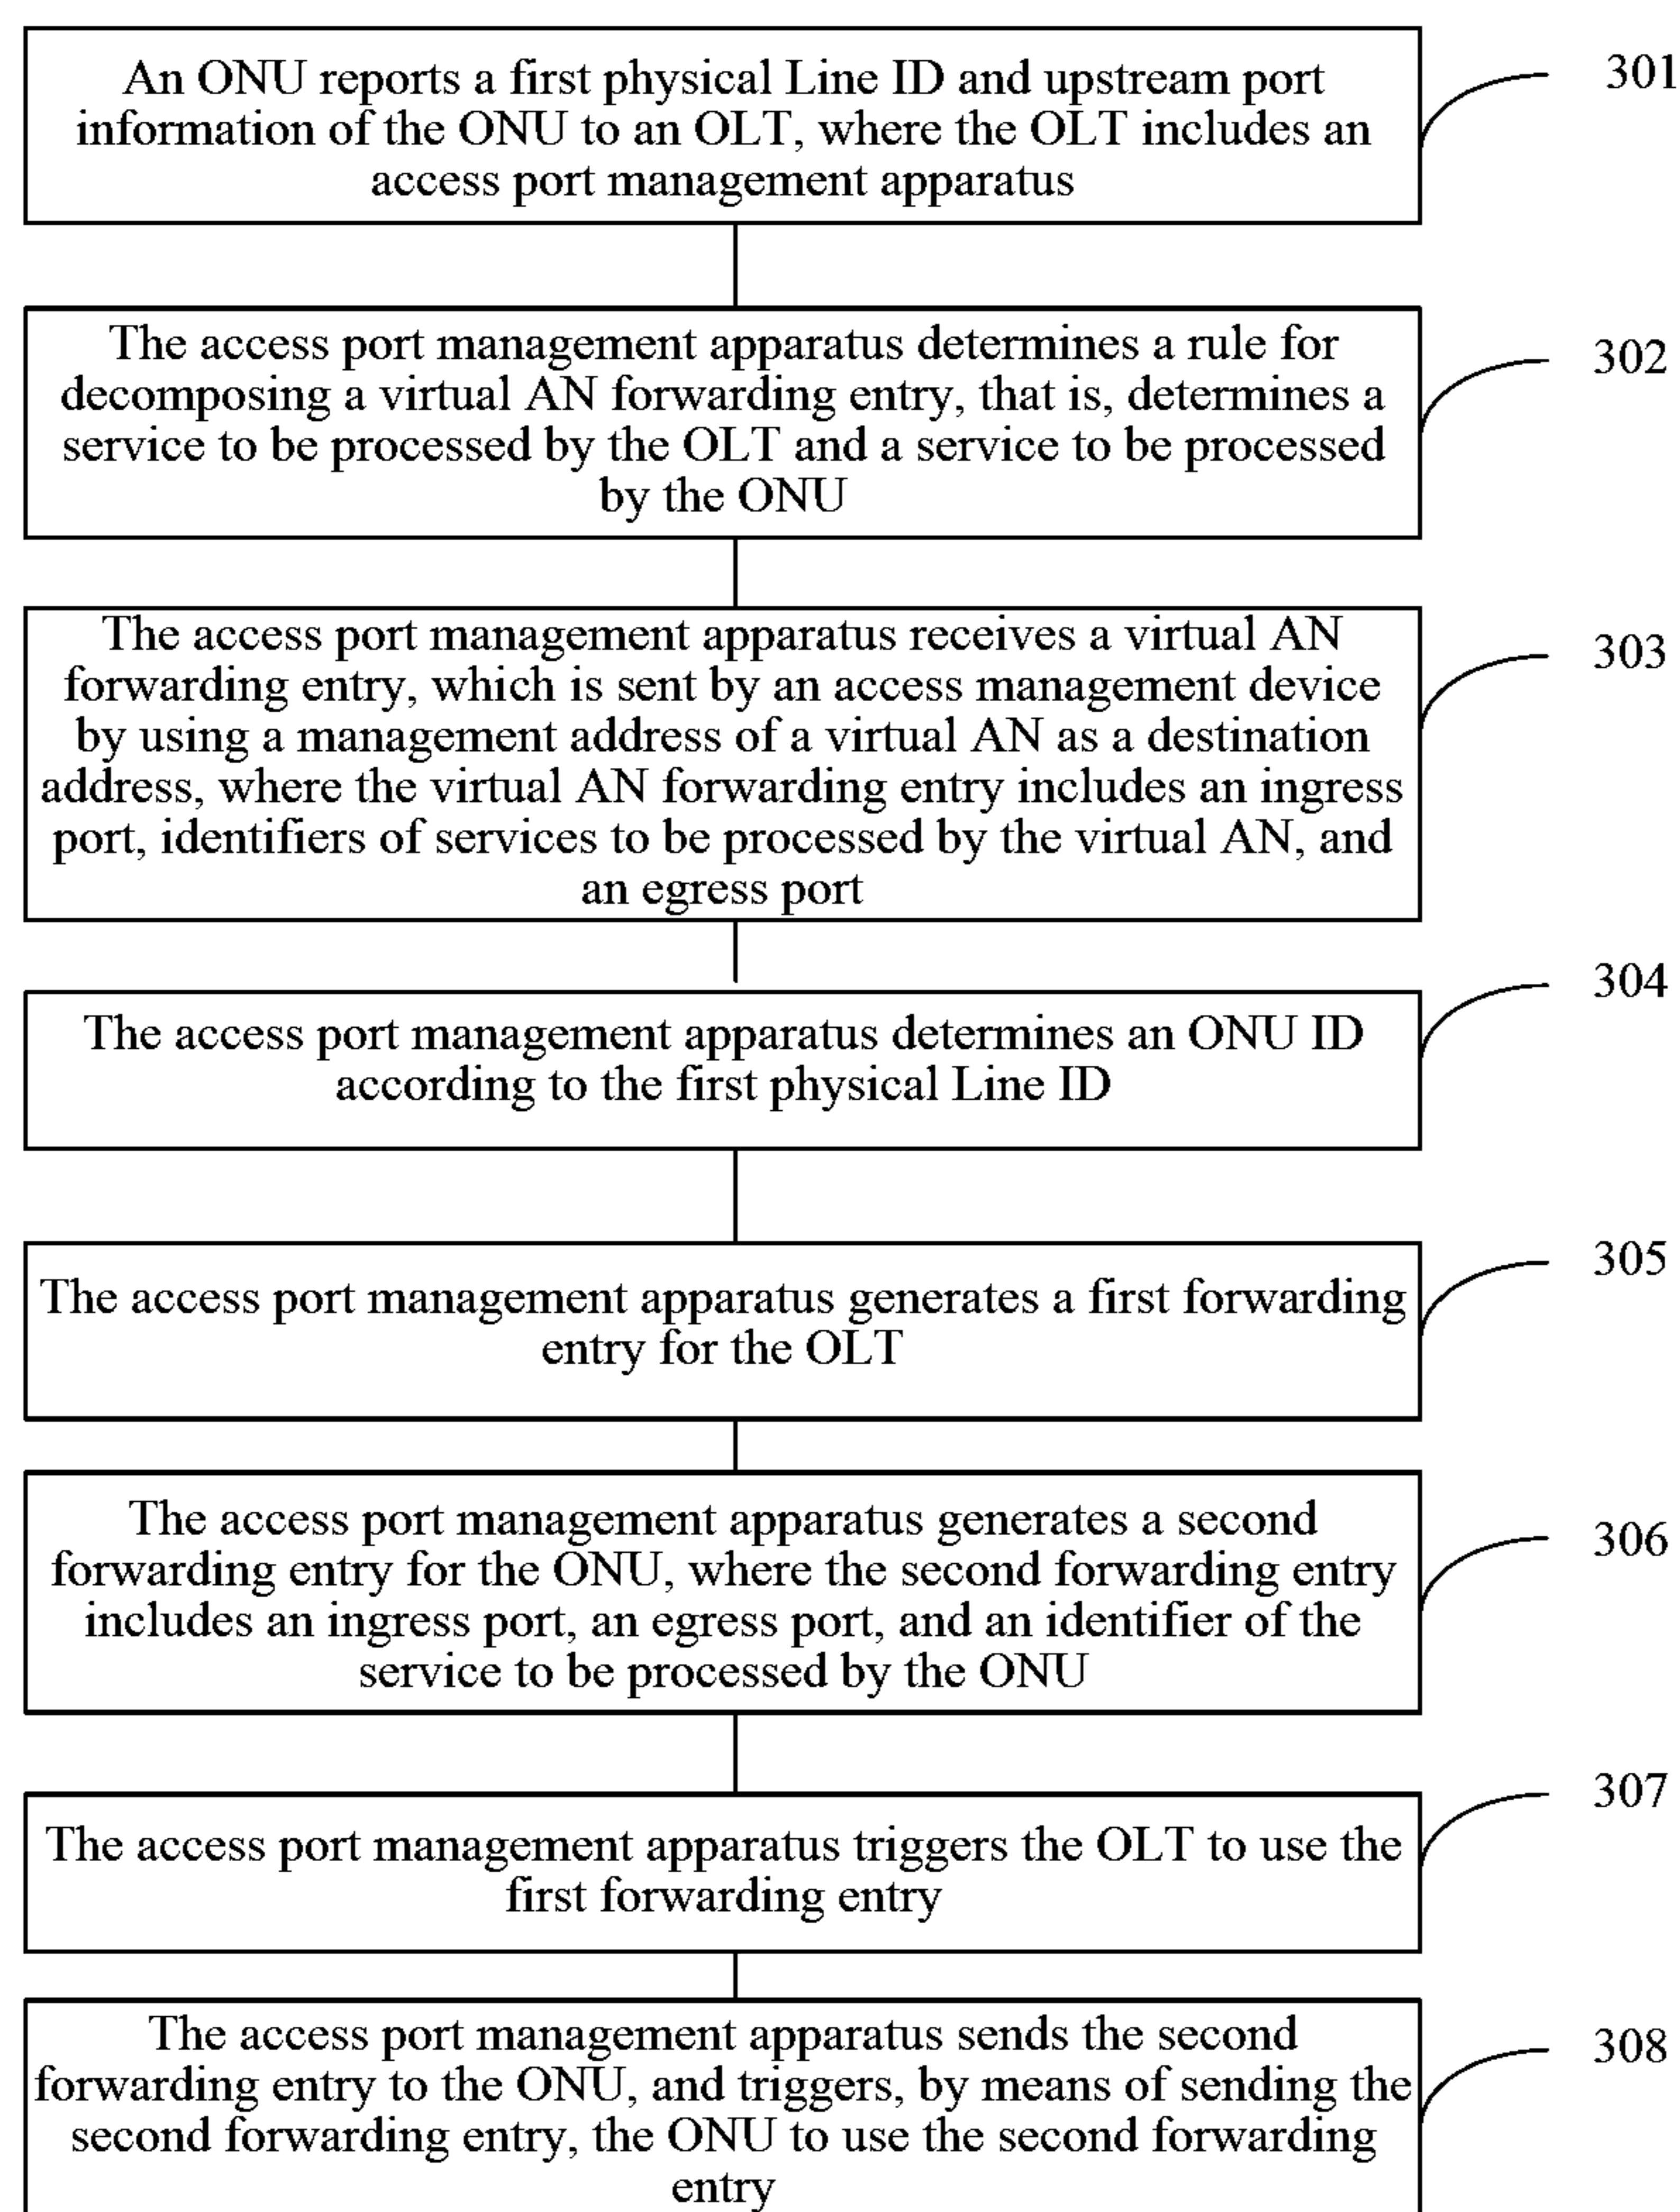 An ONU reports a first physical Line ID and upstream port
information of the ONU to an OLT, where the OLT includes an
access port management apparatus
301
The access port management apparatus determines a rule for
decomposing a virtual AN forwarding entry, that is, determines a
service to be processed by the OLT and a service to be processed
by the ONU
302
The access port management apparatus receives a virtual AN
forwarding entry, which is sent by an access management device
by using a management address of a virtual AN as a destination
address, where the virtual AN forwarding entry includes an ingress
port, identifiers of services to be processed by the virtual AN, and
an egress port
303
The access port management apparatus determines an ONU ID
according to the first physical Line ID
304
The access port management apparatus generates a first forwarding
entry for the OLT
305
The access port management apparatus generates a second
forwarding entry for the ONU, where the second forwarding entry
includes an ingress port, an egress port, and an identifier of the
service to be processed by the ONU
306
The access port management apparatus triggers the OLT to use the
first forwarding entry
307
The access port management apparatus sends the second
forwarding entry to the ONU, and triggers, by means of sending the
second forwarding entry, the ONU to use the second forwarding
entry
308